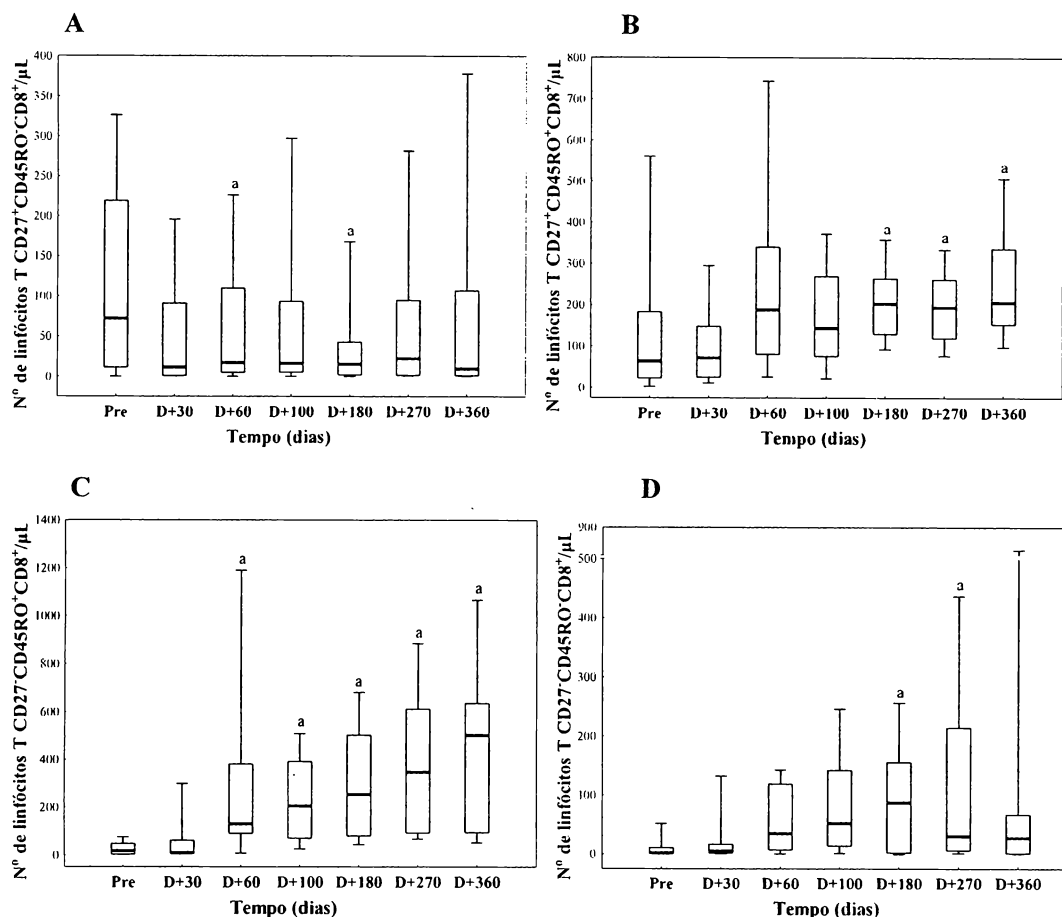 A
Nº de linfócitos T CD27⁺CD45RO⁻CD8⁺/µL
400
350
300
250
200
150
100
50
0
a
a
Pre D+30 D+60 D+100 D+180 D+270 D+360
Tempo (dias)
B
Nº de linfócitos T CD27⁺CD45RO⁺CD8⁺/µL
800
700
600
500
400
300
200
100
0
a
a
a
Pre D+30 D+60 D+100 D+180 D+270 D+360
Tempo (dias)
C
Nº de linfócitos T CD27⁻CD45RO⁺CD8⁺/µL
1400
1200
1000
800
600
400
200
0
a
a
a
a
a
Pre D+30 D+60 D+100 D+180 D+270 D+360
Tempo (dias)
D
Nº de linfócitos T CD27⁻CD45RO⁻CD8⁺/µL
900
500
400
300
200
100
0
a
a
Pre D+30 D+60 D+100 D+180 D+270 D+360
Tempo (dias)